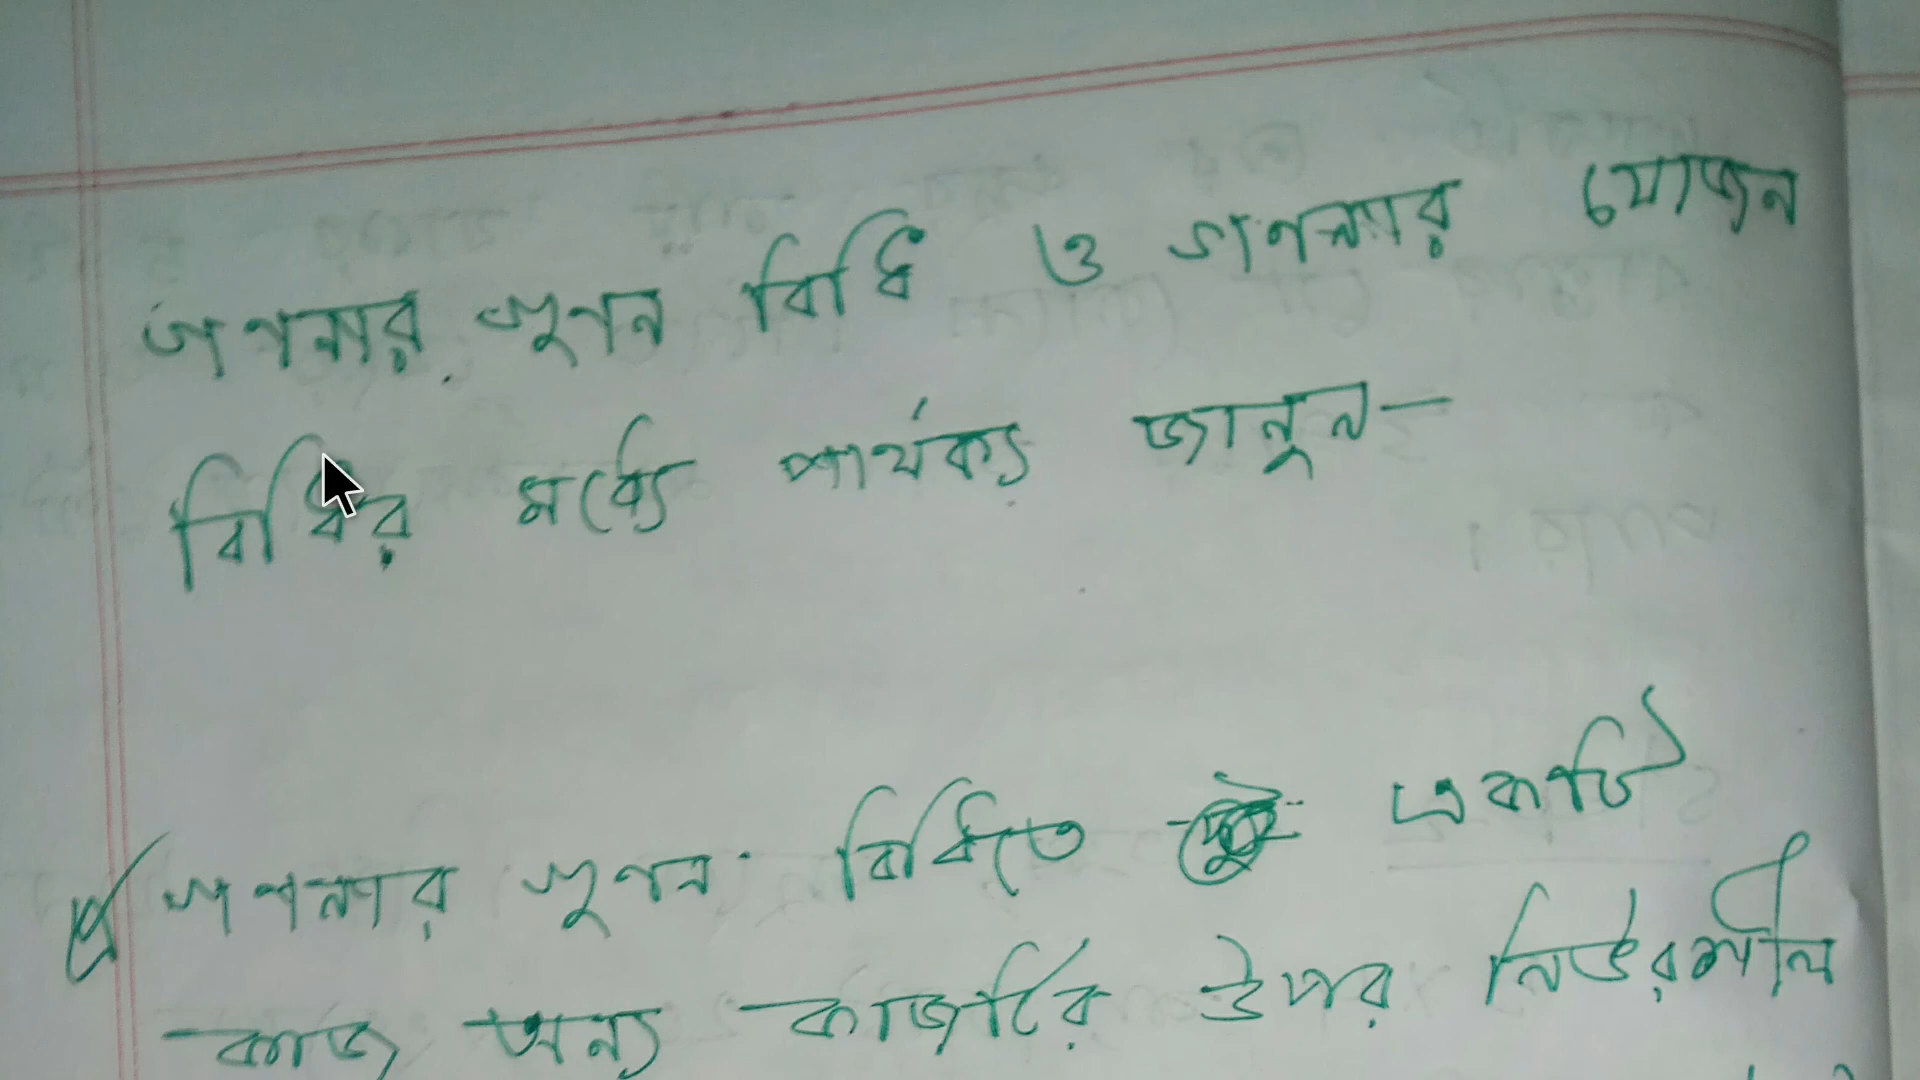 গণনার গুণন বিধি ও গণনার যোজন
বিধির মধ্যে পার্থক্য জানুন-
গণনার গুণন বিধিতে একটি
কাজ অন্য কাজটির উপর নির্ভরশীল